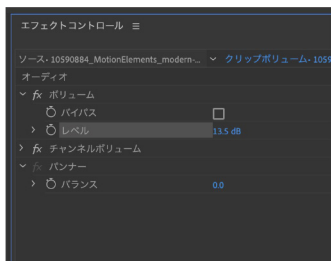 エフェクトコントロール
ソース・10590884_MotionElements_modern-... クリップボリューム・1059
オーディオ
fx ボリューム
バイパス
レベル 13.5 dB
fx チャンネルボリューム
fx パンナー
バランス 0.0